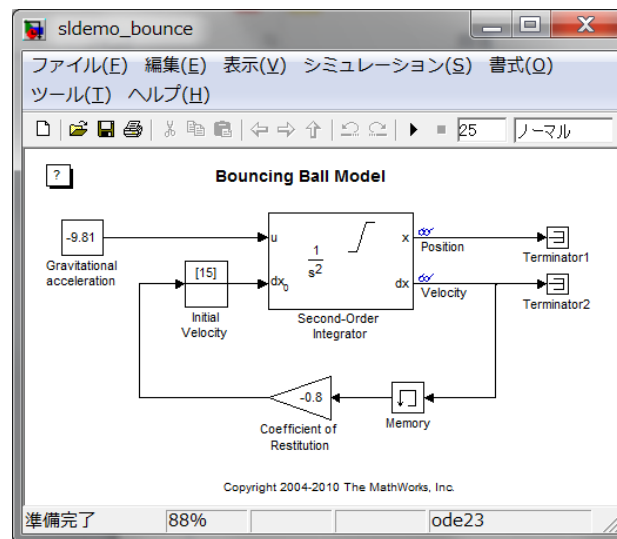 sldemo_bounce
ファイル(F) 編集(E) 表示(V) シミュレーション(S) 書式(O)
ツール(T) ヘルプ(H)
25 ノーマル
?
Bouncing Ball Model
-9.81
Gravitational
acceleration
[15]
Initial
Velocity
u
dx0
1
s2
x
dx
Second-Order
Integrator
Position
Velocity
Terminator1
Terminator2
-0.8
Coefficient of
Restitution
Memory
Copyright 2004-2010 The MathWorks, Inc.
準備完了 88% ode23